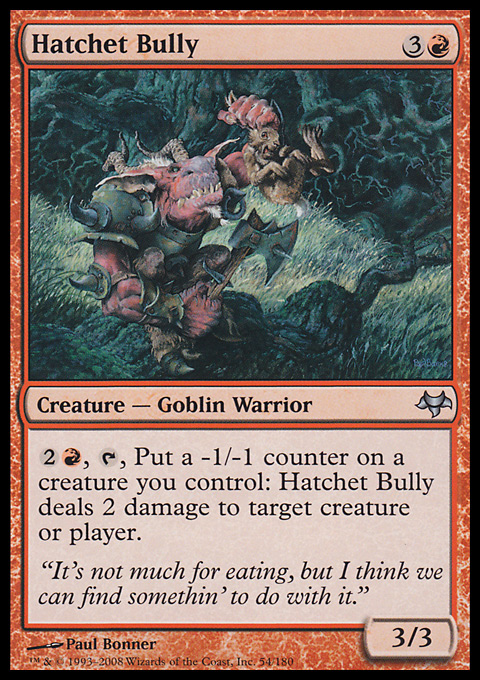 Hatchet Bully 3
Creature — Goblin Warrior
2 , , Put a -1/-1 counter on a
creature you control: Hatchet Bully
deals 2 damage to target creature
or player.
“It’s not much for eating, but I think we
can find somethin’ to do with it.”
Paul Bonner
3/3
™ & © 1993–2008 Wizards of the Coast, Inc. 54/180